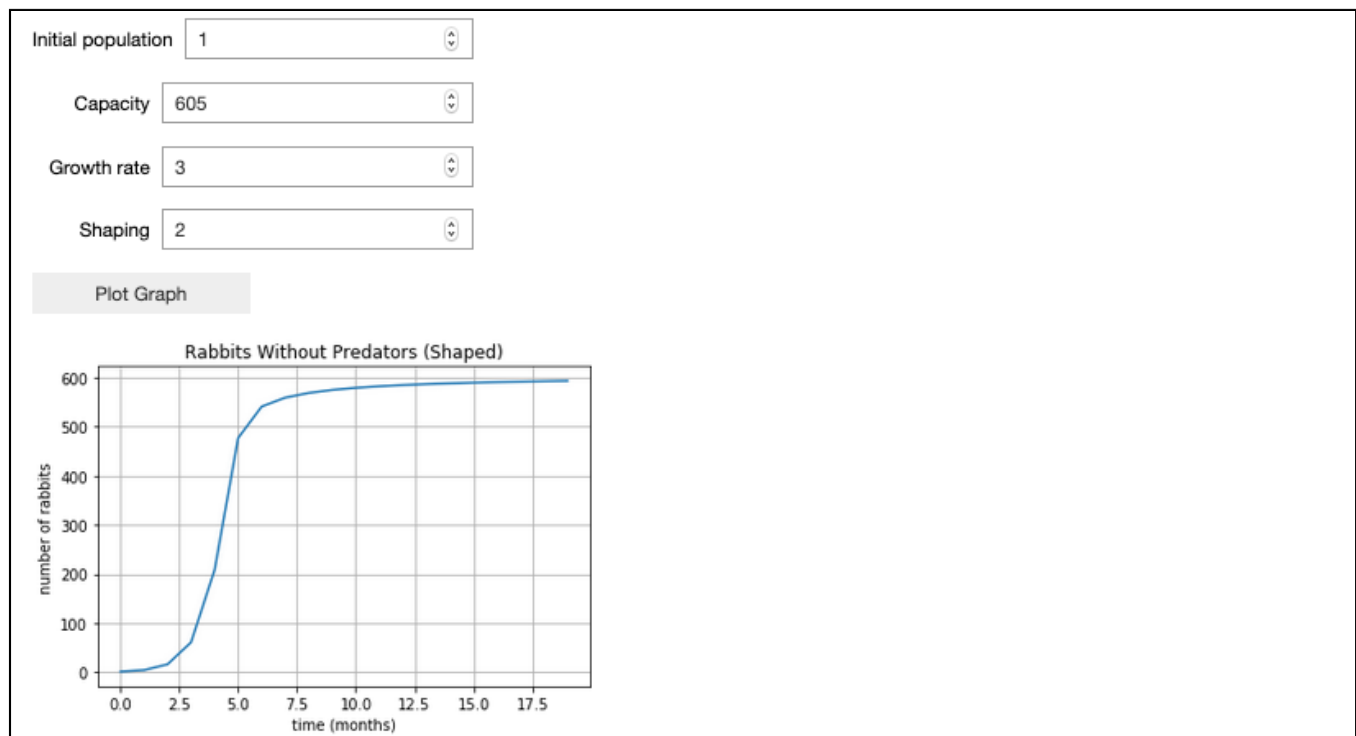 Initial population 1
Capacity 605
Growth rate 3
Shaping 2
Plot Graph
Rabbits Without Predators (Shaped)
600
500
400
300
200
100
0
number of rabbits
0.0 2.5 5.0 7.5 10.0 12.5 15.0 17.5
time (months)